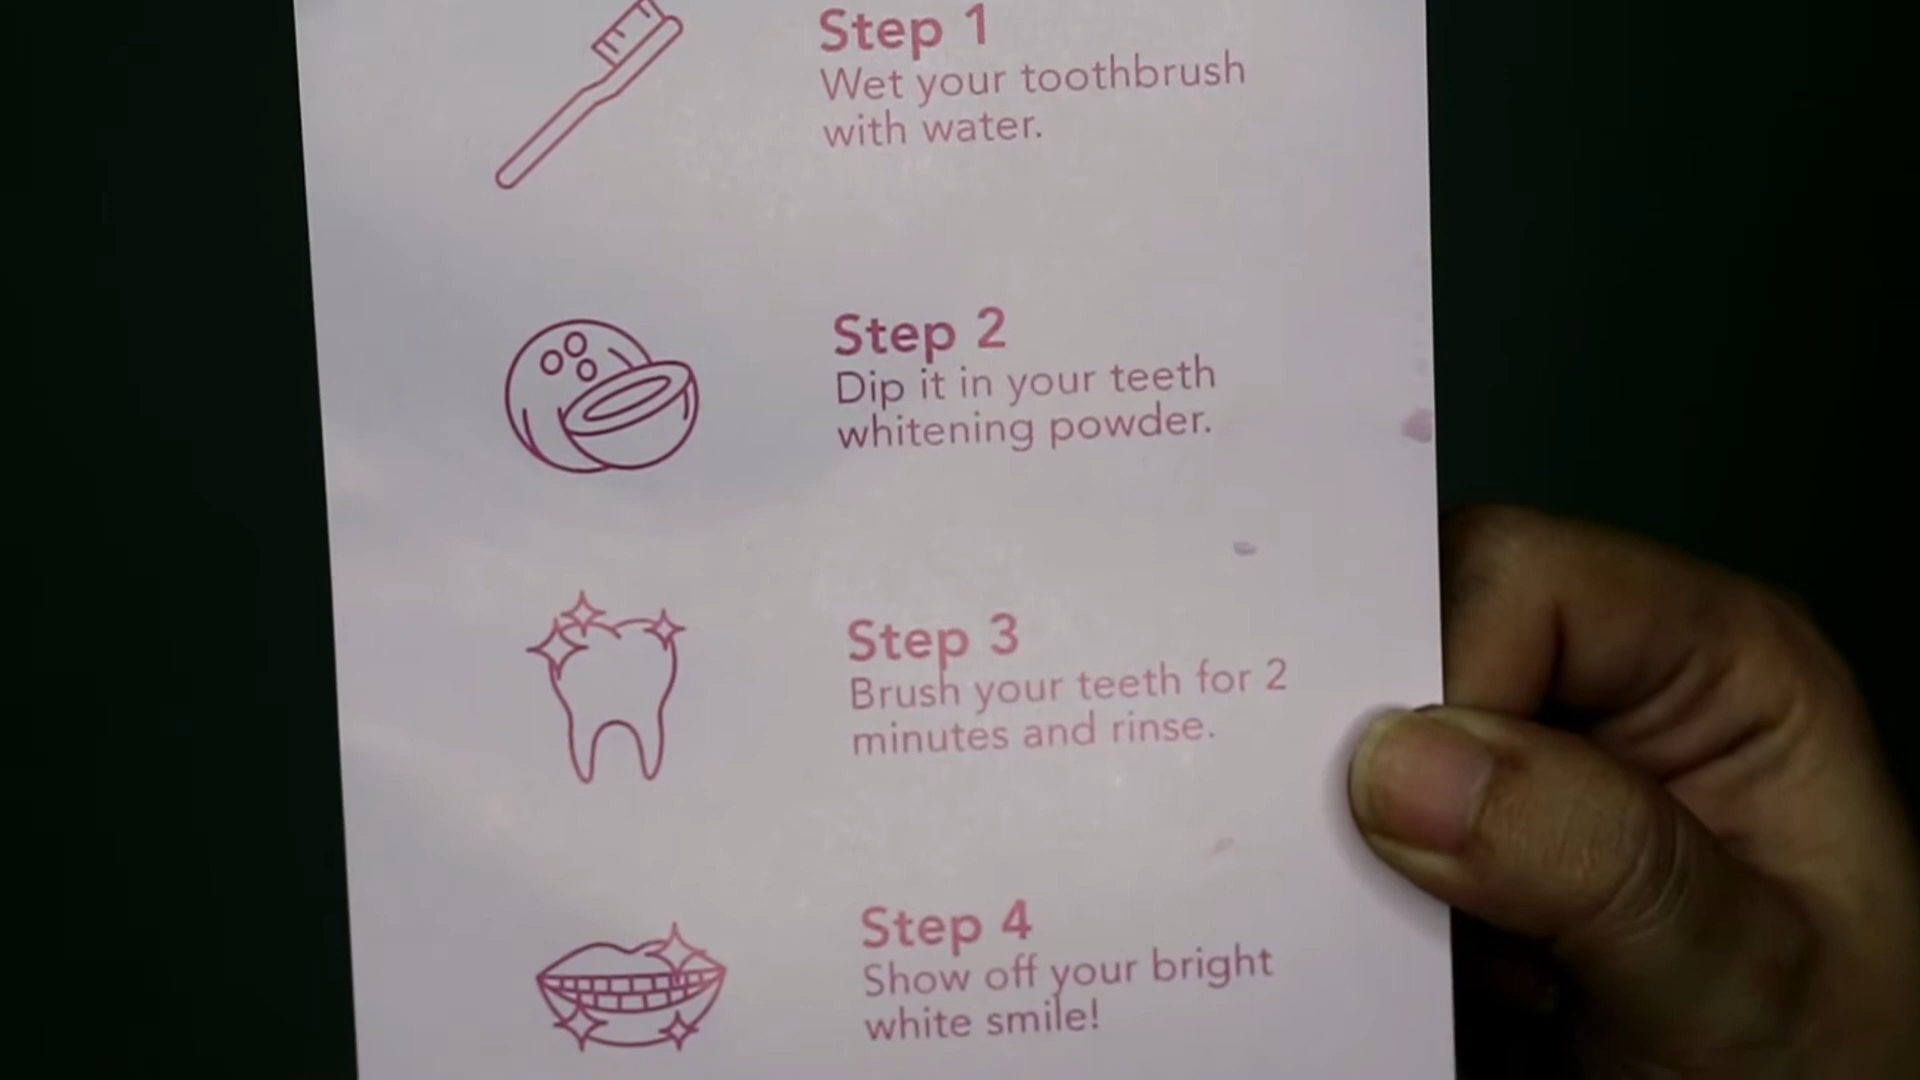 Step 1
Wet your toothbrush
with water.
Step 2
Dip it in your teeth
whitening powder.
Step 3
Brush your teeth for 2
minutes and rinse.
Step 4
Show off your bright
white smile!